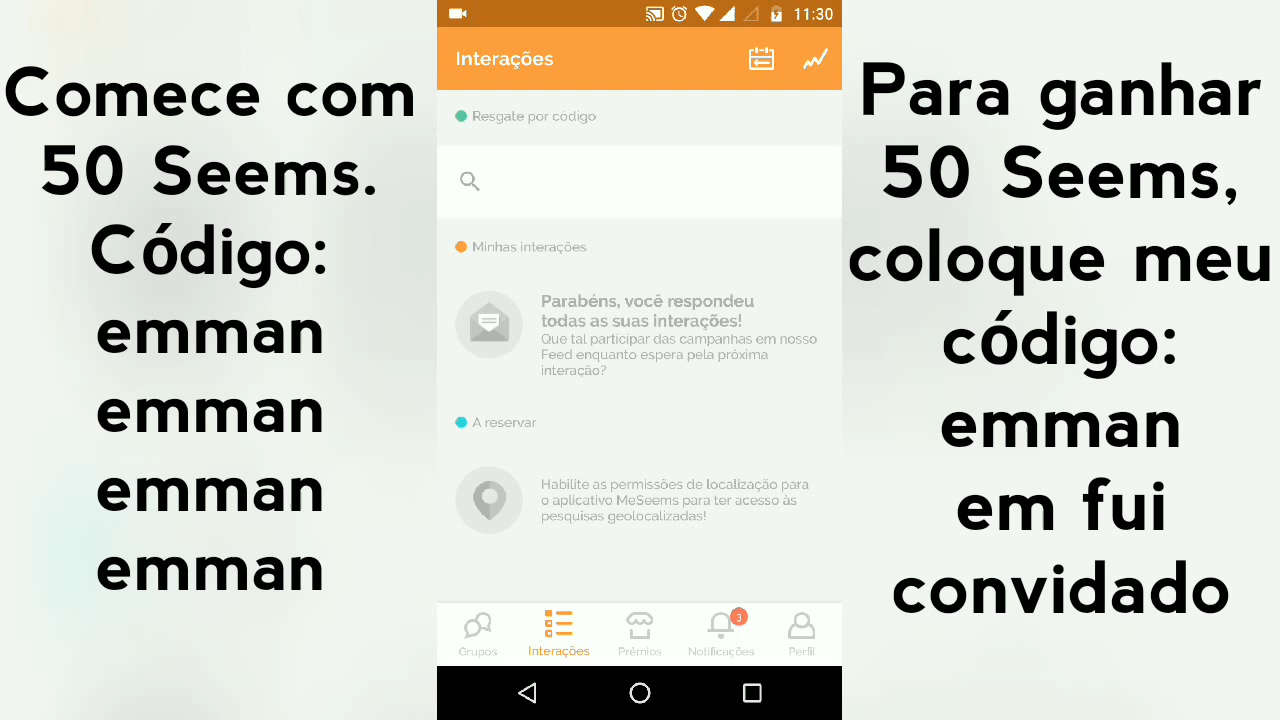 Comece com
50 Seems.
Código:
emman
emman
emman
emman
11:30
Interações
Resgate por código
Minhas interações
Parabéns, você respondeu
todas as suas interações!
Que tal participar das campanhas em nosso
Feed enquanto espera pela próxima
interação?
A reservar
Habilite as permissões de localização para
o aplicativo MeSeems para ter acesso às
pesquisas geolocalizadas!
3
Grupos
Interações
Prêmios
Notificações
Perfil
Para ganhar
50 Seems,
coloque meu
código:
emman
em fui
convidado